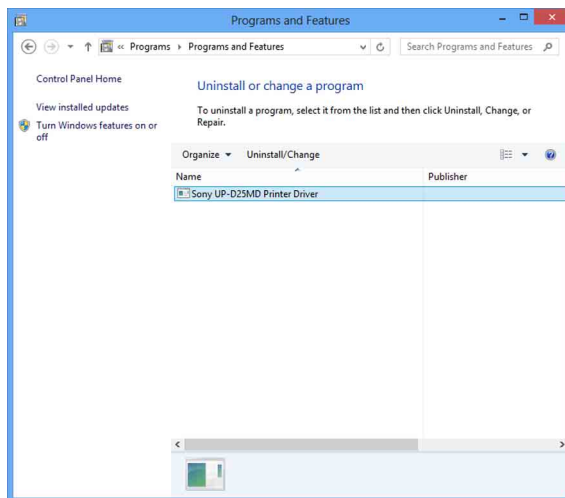 Programs and Features
« Programs ▸ Programs and Features
Search Programs and Features
Control Panel Home
View installed updates
Turn Windows features on or
off
Uninstall or change a program
To uninstall a program, select it from the list and then click Uninstall, Change, or
Repair.
Organize Uninstall/Change
Name Publisher
Sony UP-D25MD Printer Driver